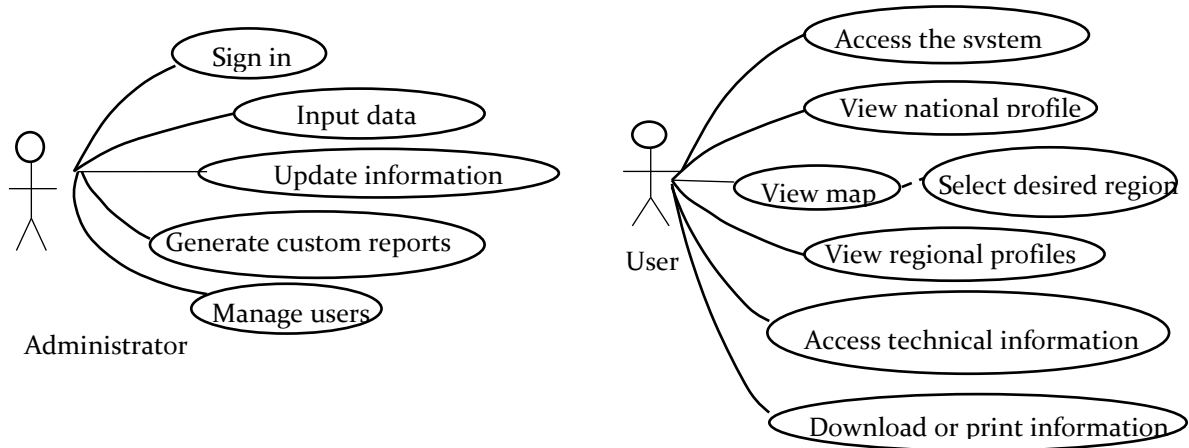 Sign in
Input data
Update information
Generate custom reports
Manage users
Administrator
Access the system
View national profile
View map
Select desired region
View regional profiles
User
Access technical information
Download or print information